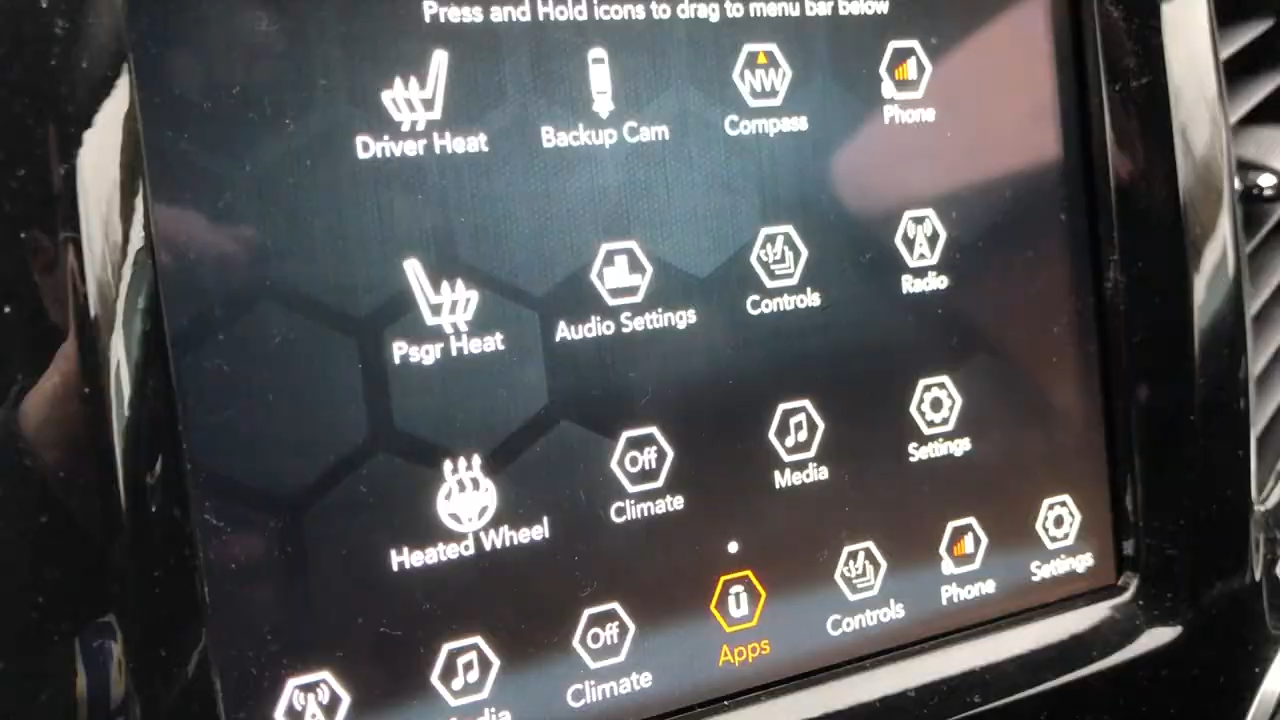 Press and Hold icons to drag to menu bar below
Driver Heat
Backup Cam
NW
Compass
Phone
Psgr Heat
Audio Settings
Controls
Radio
Heated Wheel
Off
Climate
Media
Settings
Off
Climate
Apps
Controls
Phone
Settings